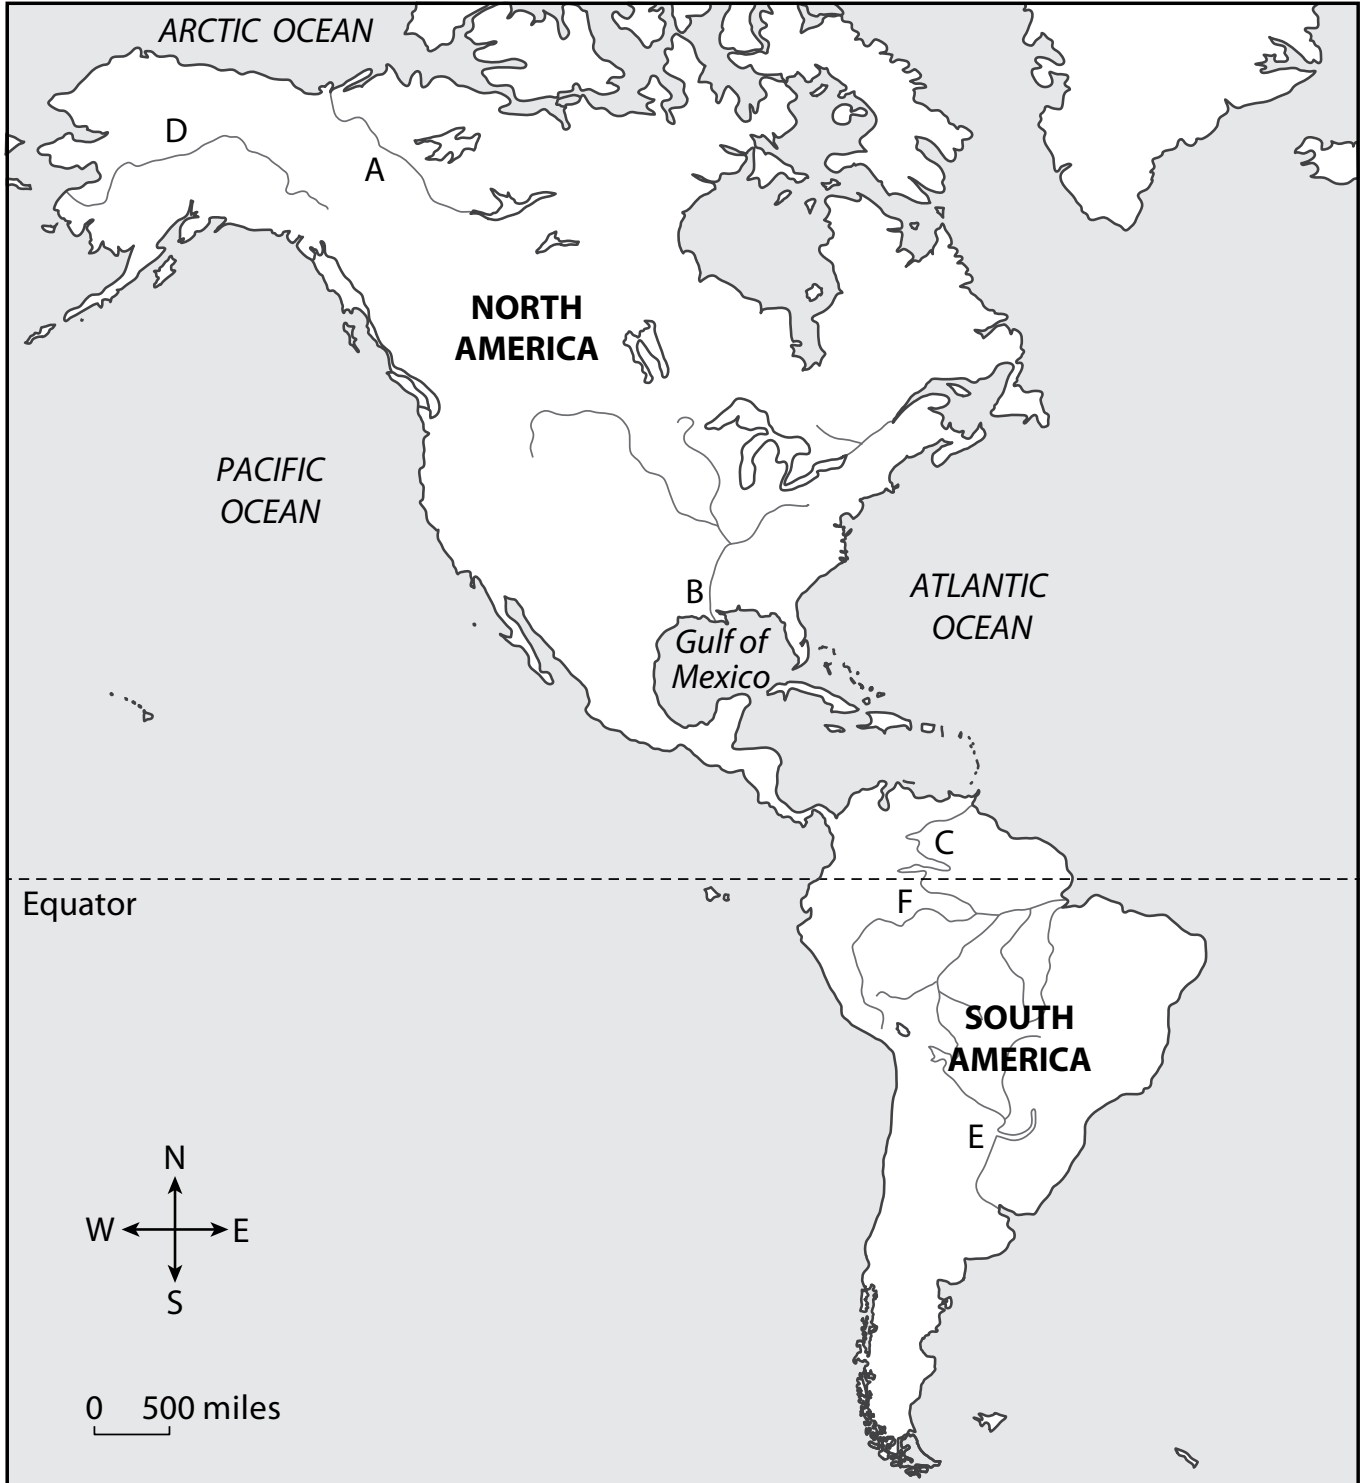 ARCTIC OCEAN
D
A
NORTH
AMERICA
PACIFIC
OCEAN
B
ATLANTIC
OCEAN
Gulf of
Mexico
C
Equator
F
SOUTH
AMERICA
E
N
W E
S
0 500 miles